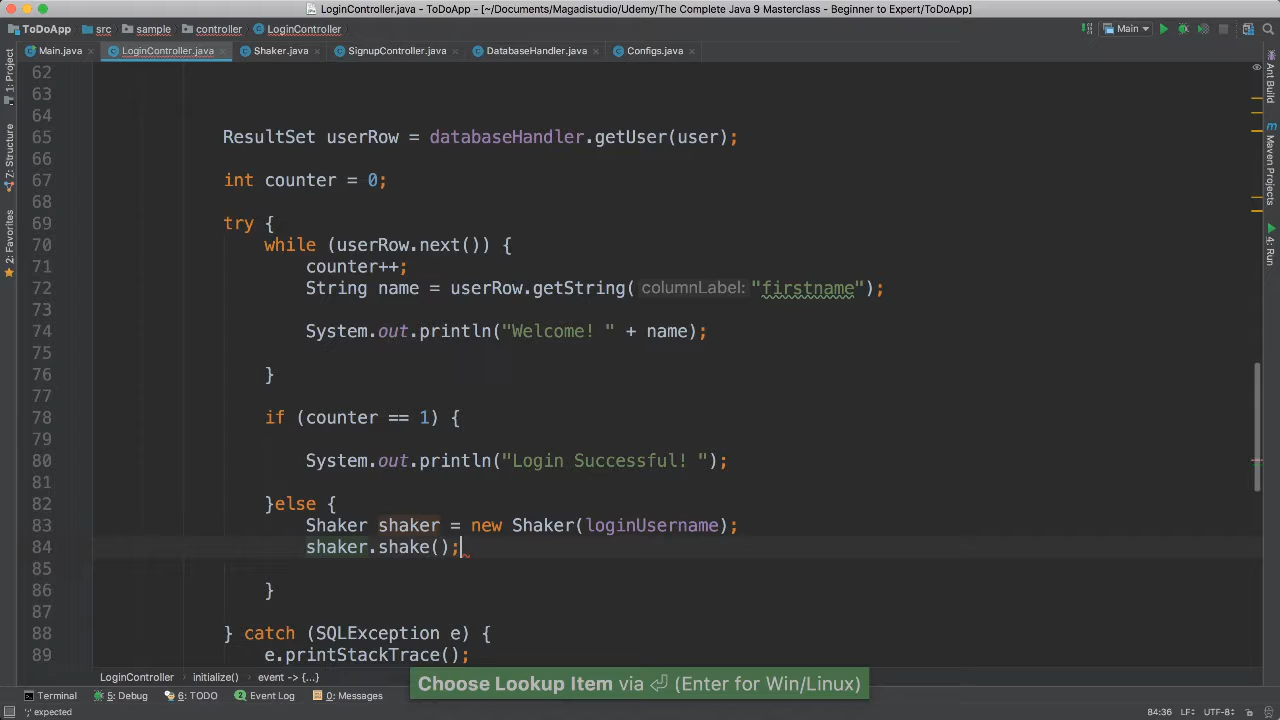 LoginController.java - ToDoApp - [~/Documents/Magadistudio/Udemy/The Complete Java 9 Masterclass - Beginner to Expert/ToDoApp]
ToDoApp src sample controller LoginController Main
Main.java LoginController.java Shaker.java SignupController.java DatabaseHandler.java Configs.java
1: Project
Z: Structure
2: Favorites
Ant Build
Maven Projects
4: Run
62
63
64
65 ResultSet userRow = databaseHandler.getUser(user);
66
67 int counter = 0;
68
69 try {
70 while (userRow.next()) {
71 counter++;
72 String name = userRow.getString( columnLabel: "firstname");
73
74 System.out.println("Welcome! " + name);
75
76 }
77
78 if (counter == 1) {
79
80 System.out.println("Login Successful! ");
81
82 }else {
83 Shaker shaker = new Shaker(loginUsername);
84 shaker.shake();
85
86 }
87
88 } catch (SQLException e) {
89 e.printStackTrace();
LoginController initialize() event -> {...}
Choose Lookup Item via ⏎ (Enter for Win/Linux)
Terminal 5: Debug 6: TODO Event Log 0: Messages
';' expected 84:36 LF÷ UTF-8÷